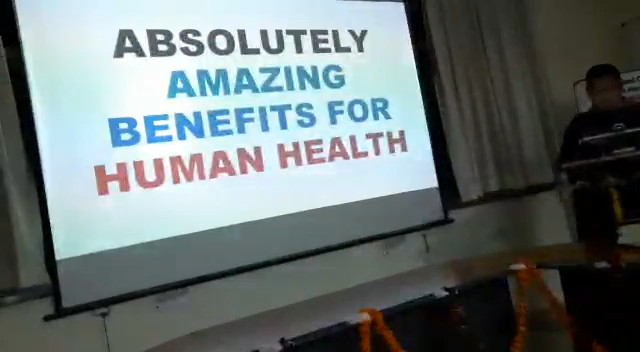 ABSOLUTELY
AMAZING
BENEFITS FOR
HUMAN HEALTH